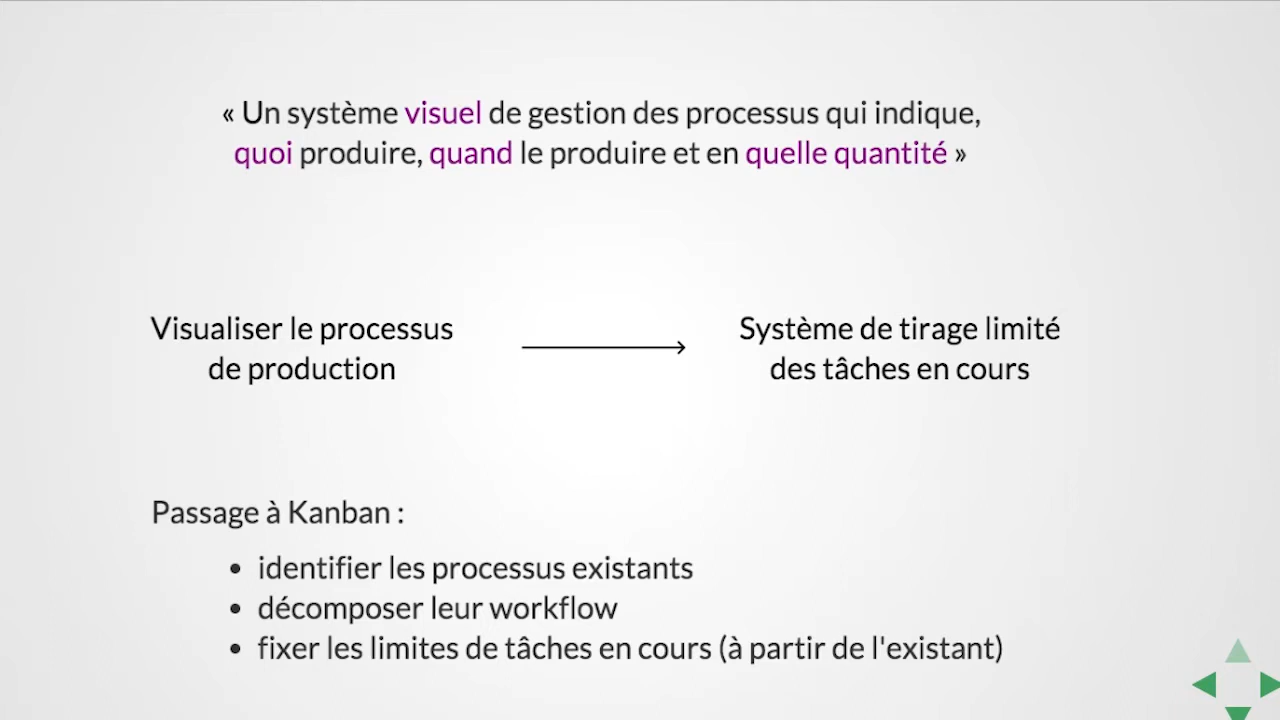 « Un système visuel de gestion des processus qui indique,
quoi produire, quand le produire et en quelle quantité »
Visualiser le processus
de production
Système de tirage limité
des tâches en cours
Passage à Kanban :
• identifier les processus existants
• décomposer leur workflow
• fixer les limites de tâches en cours (à partir de l'existant)